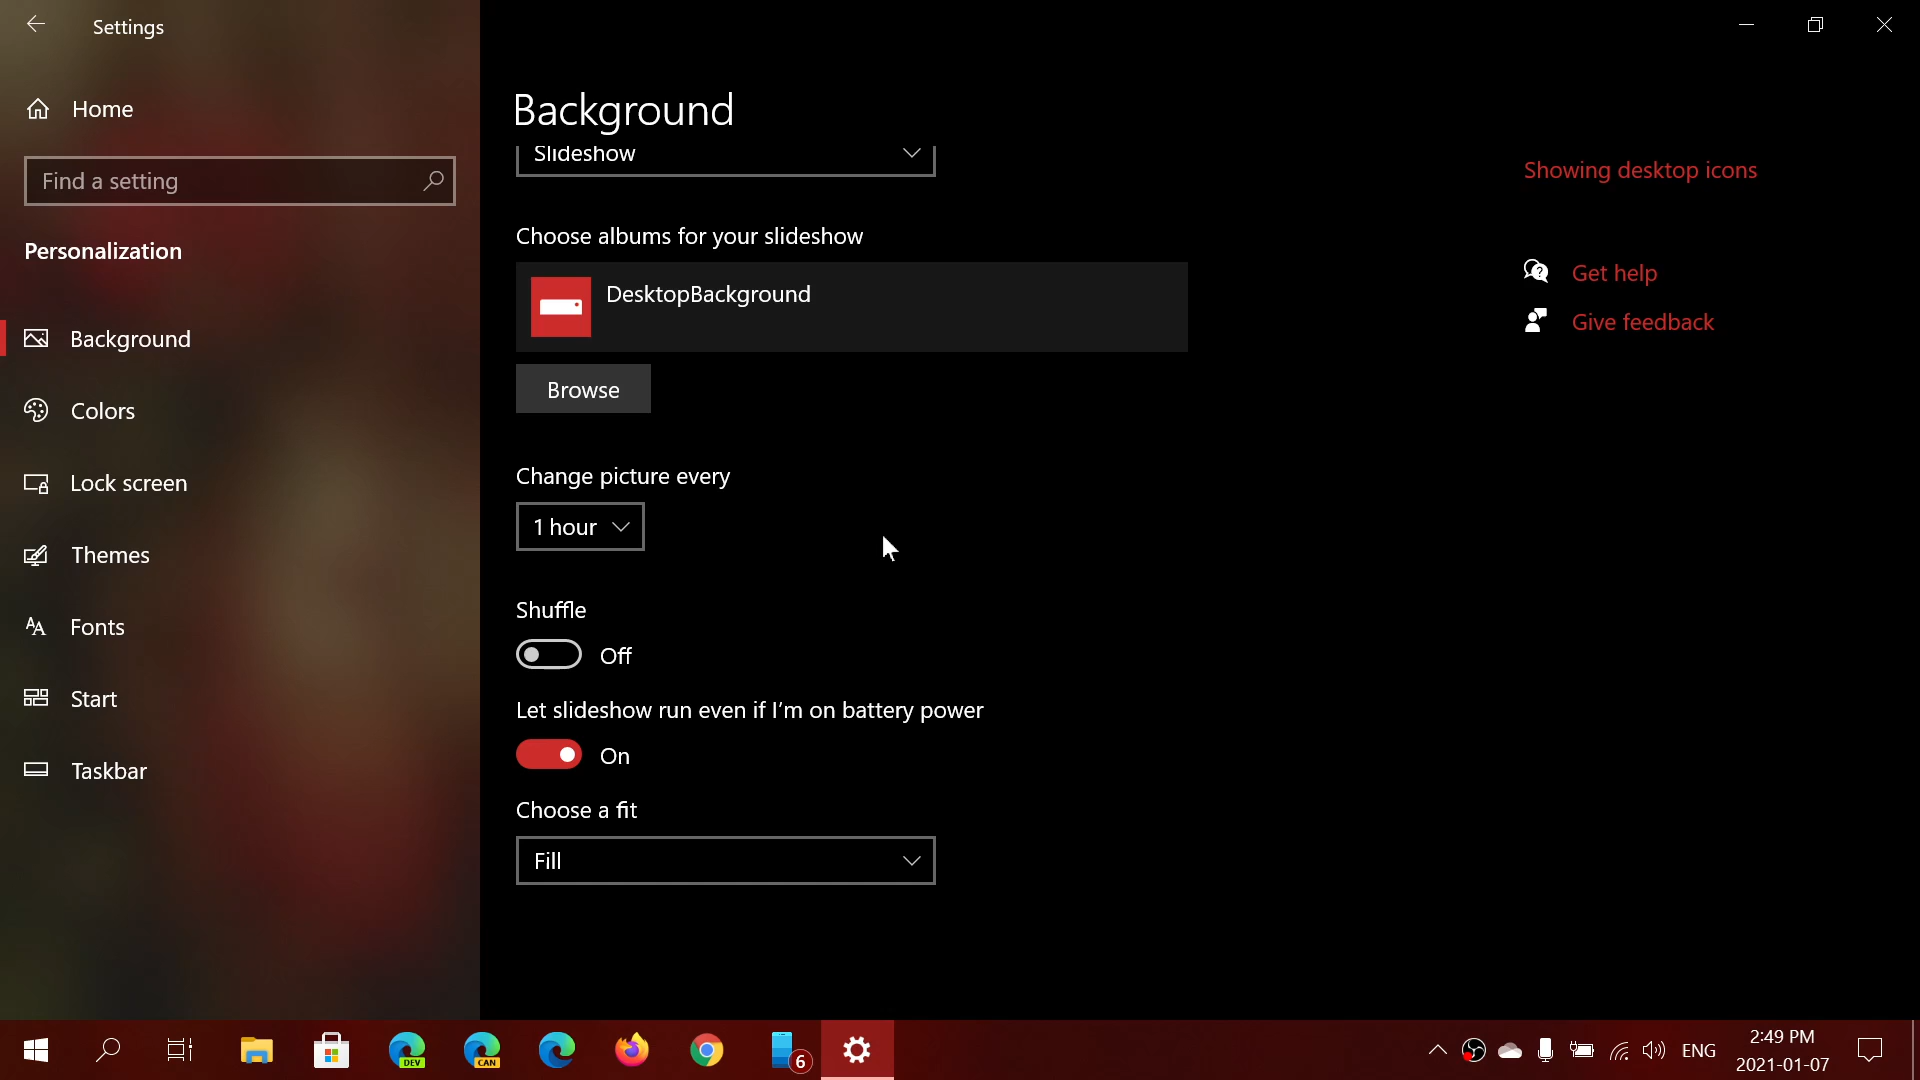 Settings
Home
Find a setting
Personalization
Background
Colors
Lock screen
Themes
Fonts
Start
Taskbar
Background
Slideshow
Choose albums for your slideshow
DesktopBackground
Browse
Change picture every
1 hour
Shuffle
Off
Let slideshow run even if I'm on battery power
On
Choose a fit
Fill
Showing desktop icons
Get help
Give feedback
DEV
CAN
6
ENG
2:49 PM
2021-01-07